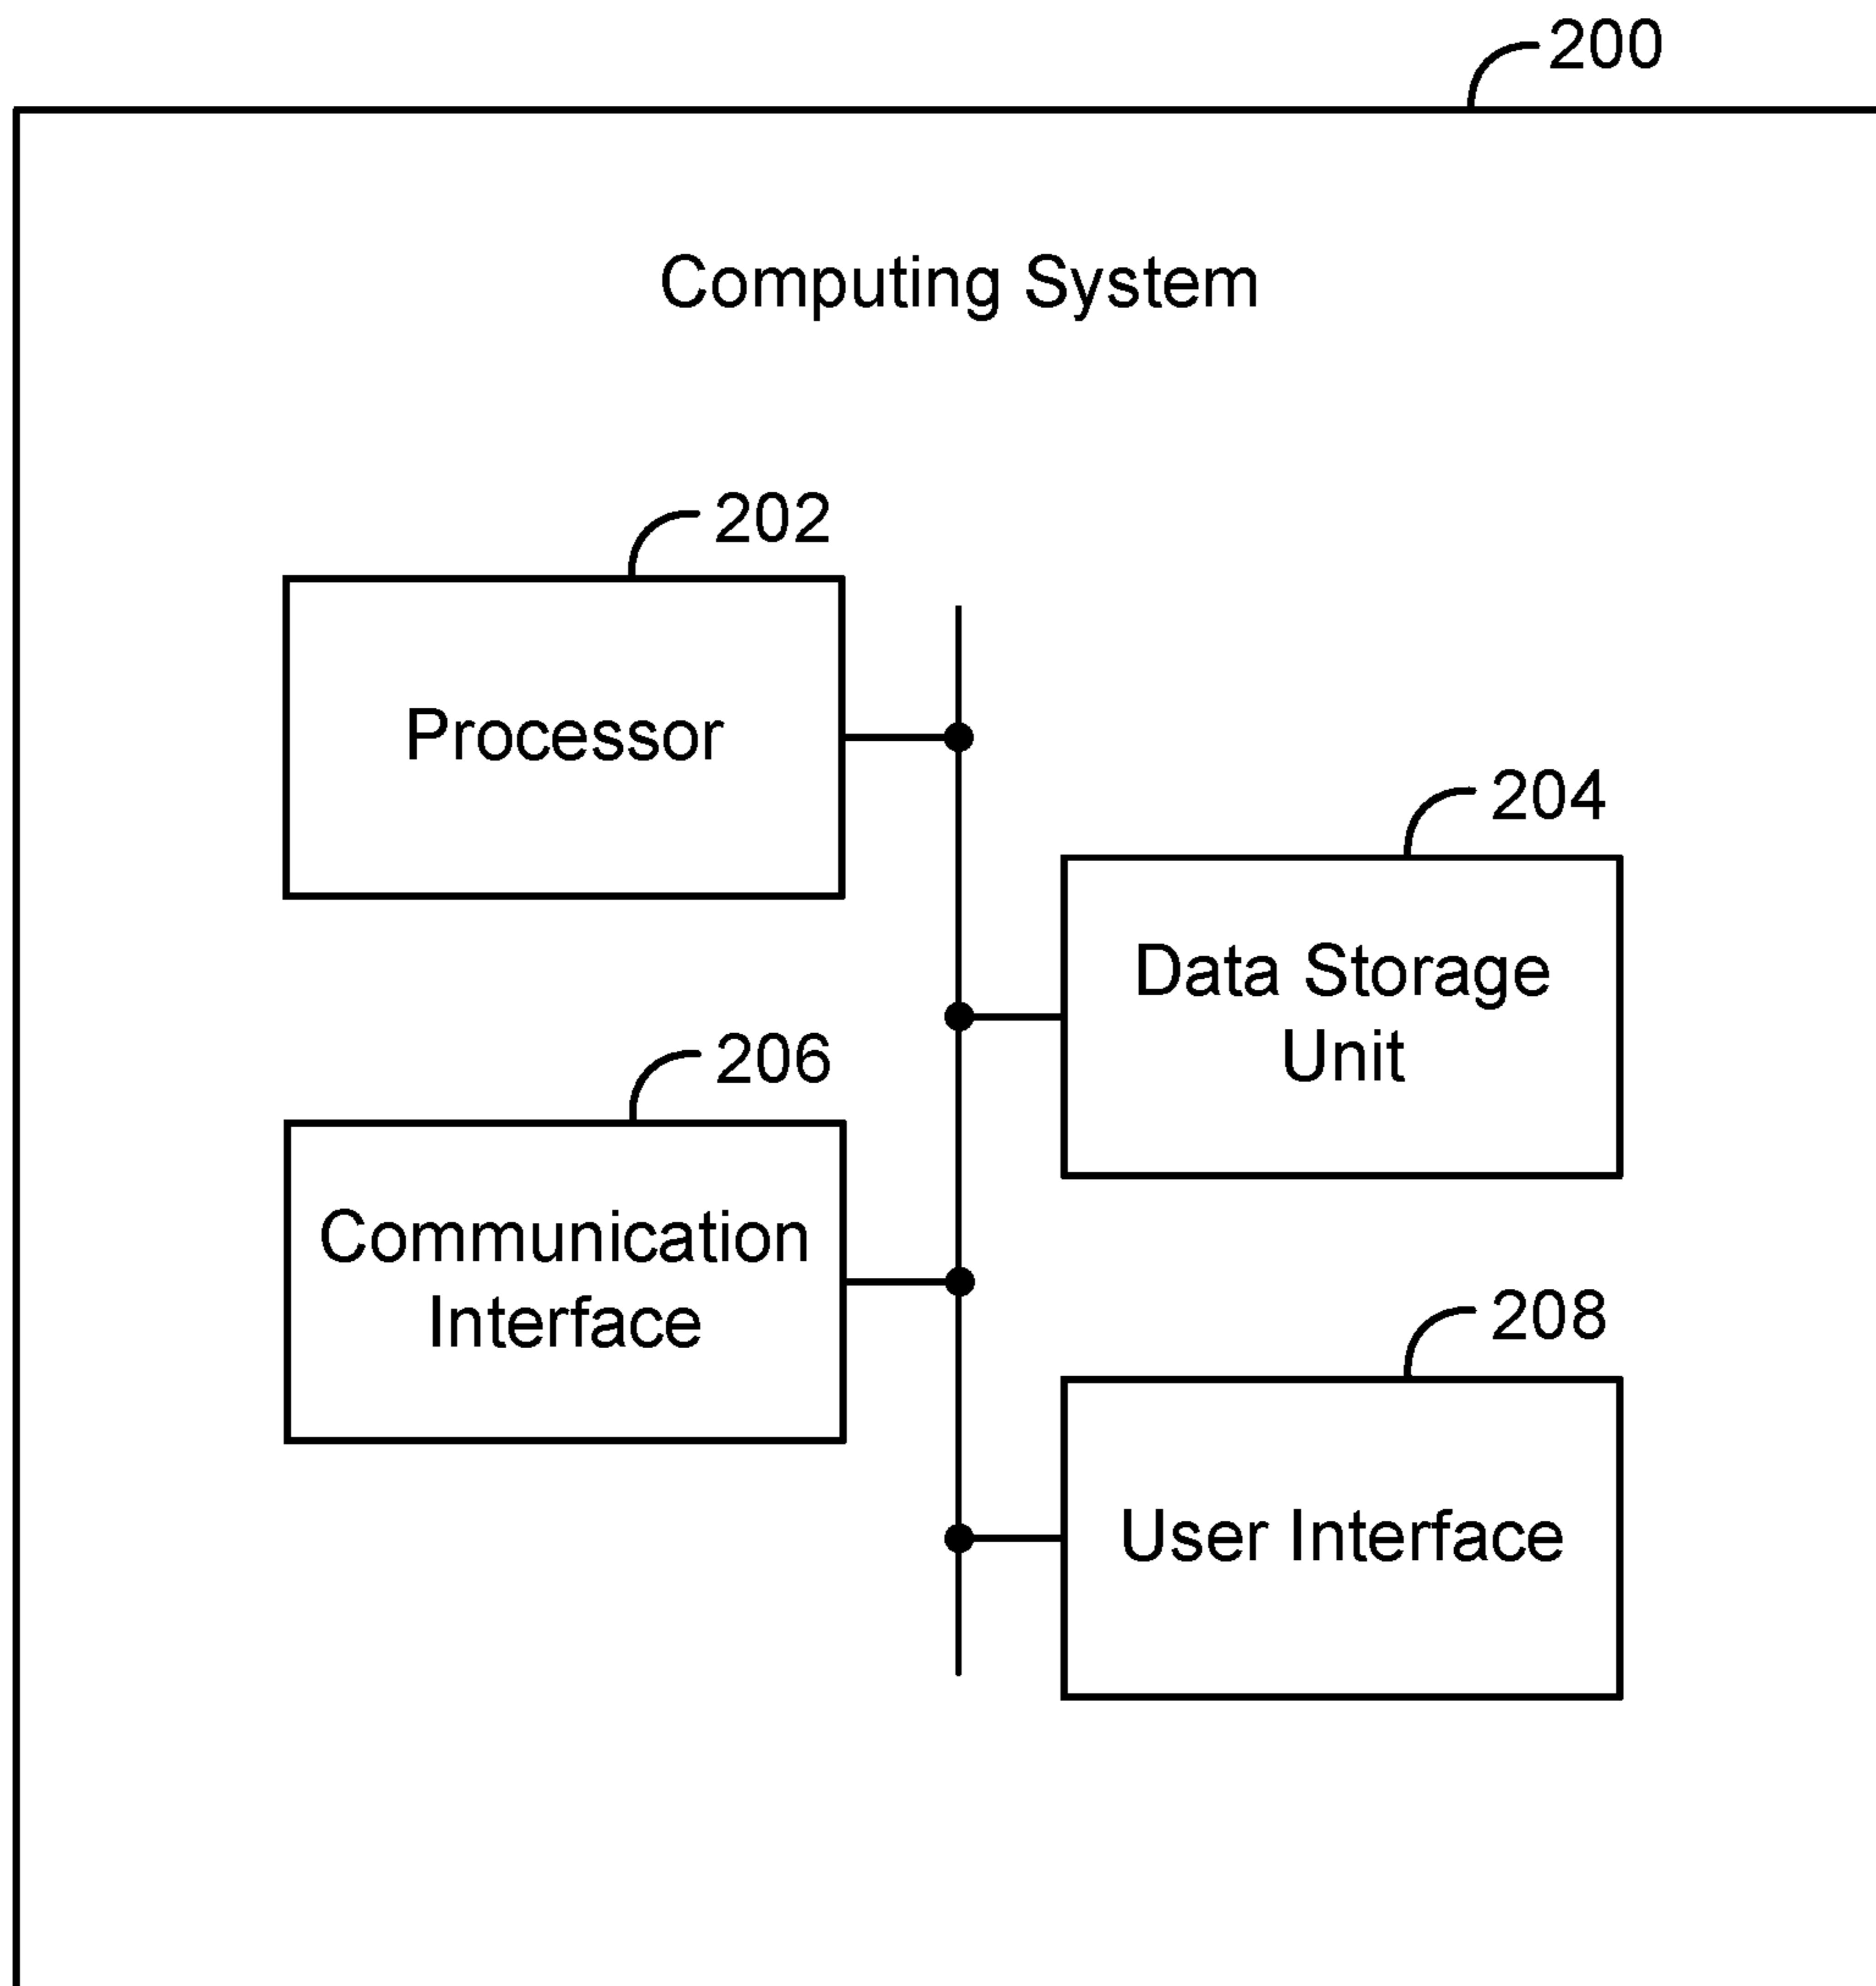 200
Computing System
202
Processor
204
Data Storage
Unit
206
Communication
Interface
208
User Interface